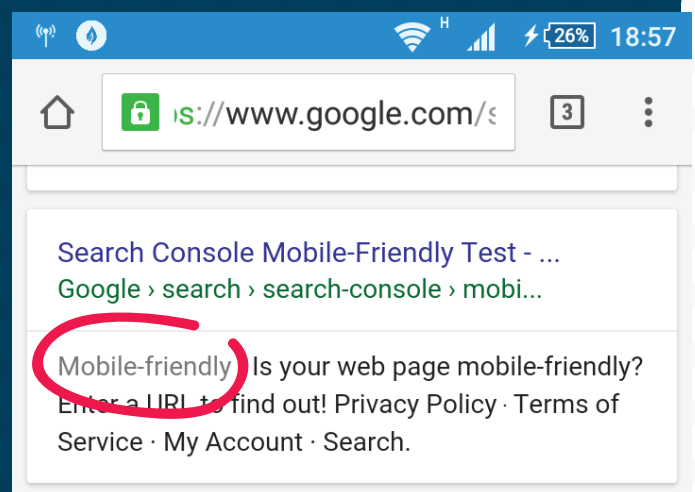 H 26% 18:57
s://www.google.com/s 3
Search Console Mobile-Friendly Test - ...
Google › search › search-console › mobi...
Mobile-friendly Is your web page mobile-friendly?
Enter a URL to find out! Privacy Policy · Terms of
Service · My Account · Search.